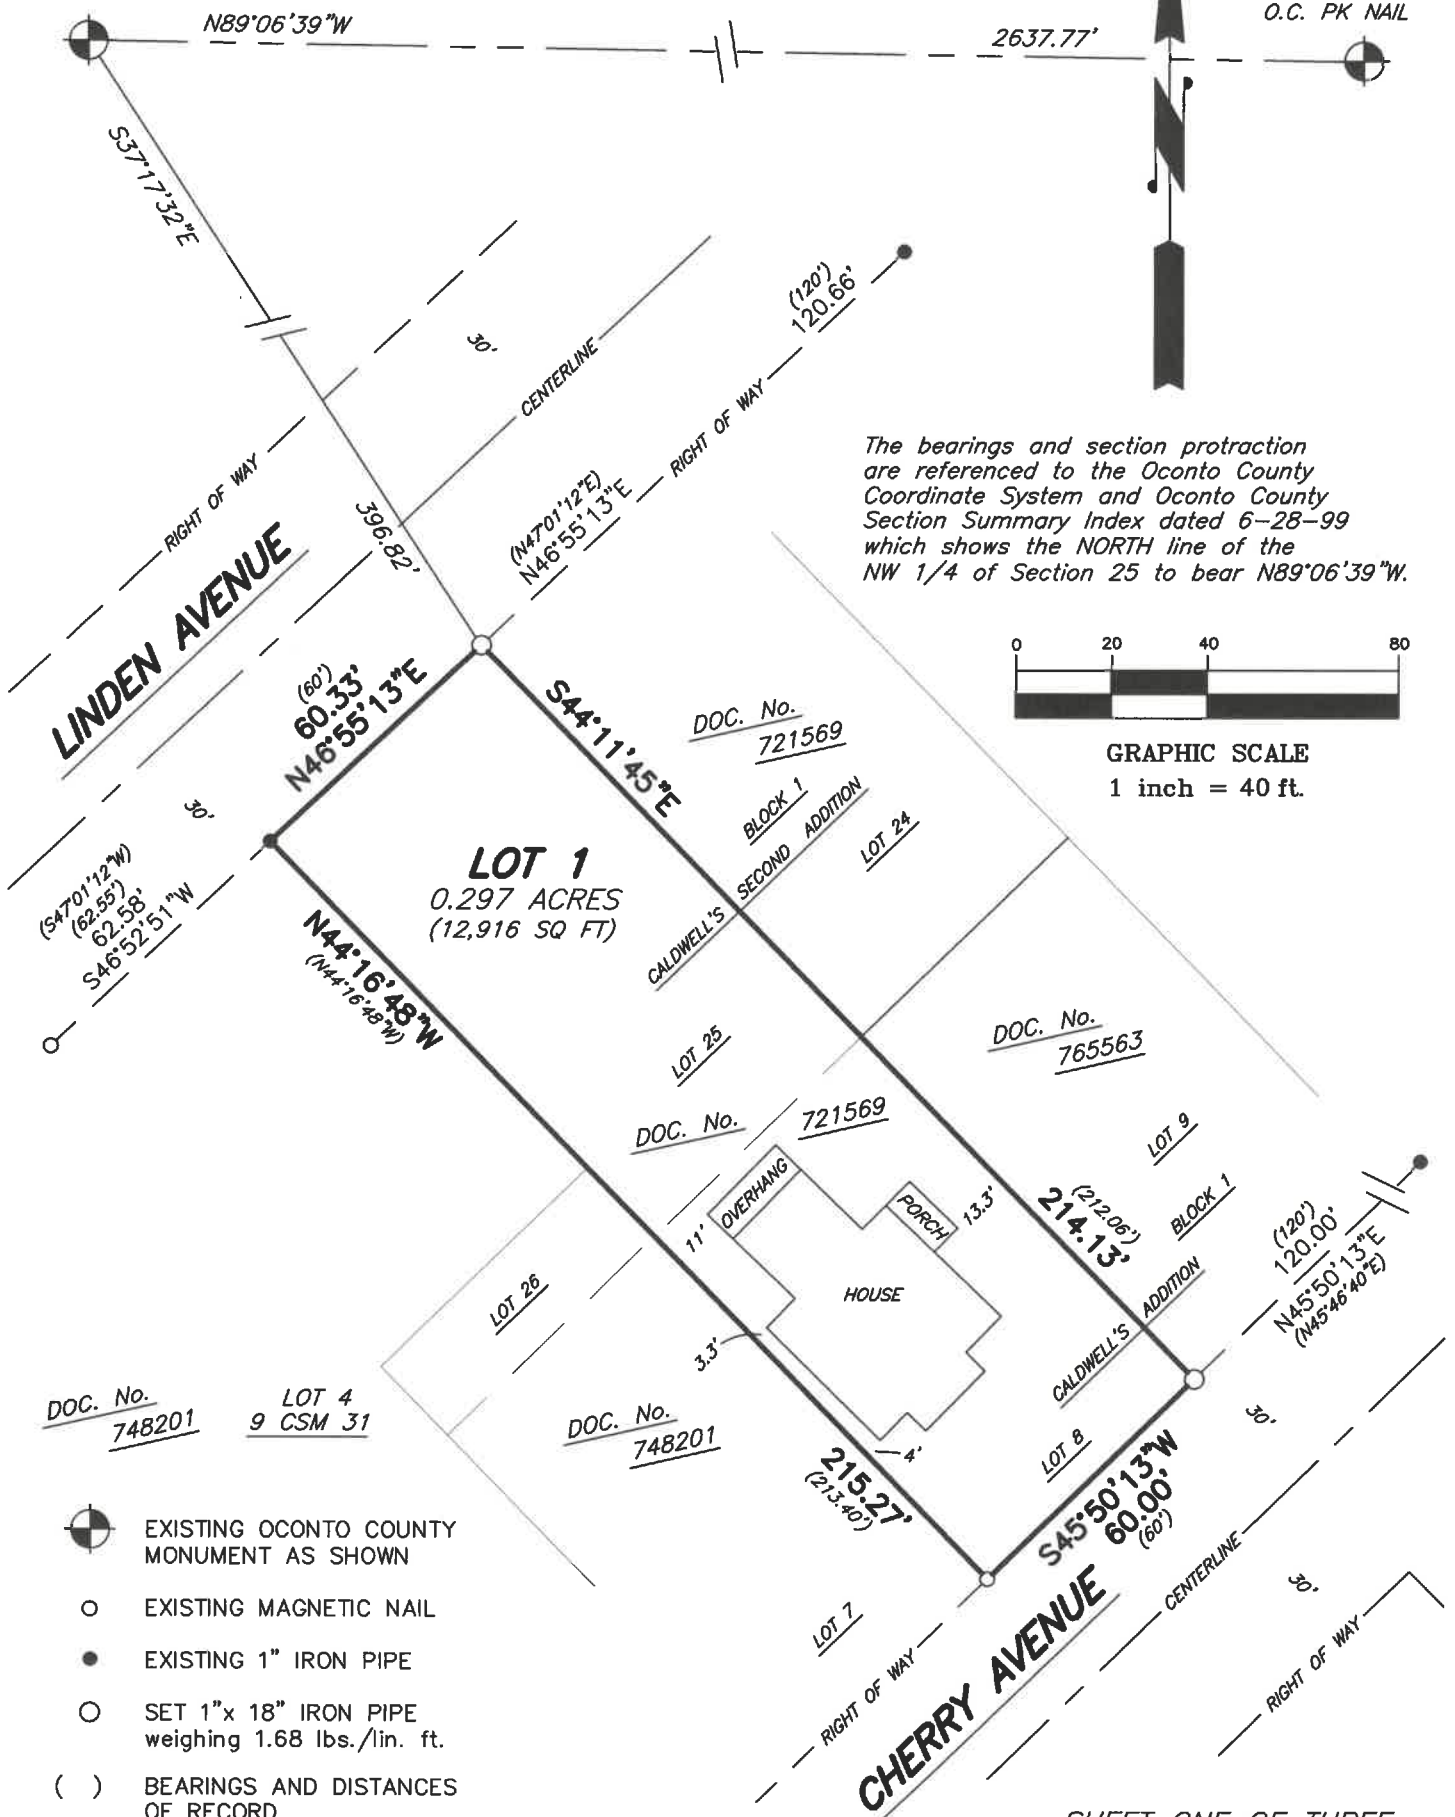 N89°06'39"W
2637.77'
O.C. PK NAIL
S37°17'32"E
396.82'
30'
CENTERLINE
(120')
120.66'
RIGHT OF WAY
RIGHT OF WAY
(N47°01'12"E)
N46°55'13"E
LINDEN AVENUE
The bearings and section protraction
are referenced to the Oconto County
Coordinate System and Oconto County
Section Summary Index dated 6-28-99
which shows the NORTH line of the
NW 1/4 of Section 25 to bear N89°06'39"W.
0 20 40 80
GRAPHIC SCALE
1 inch = 40 ft.
(60')
60.33'
N46°55'13"E
30'
S44°11'45"E
DOC. No.
721569
BLOCK 1
CALDWELL'S SECOND ADDITION
LOT 24
LOT 1
0.297 ACRES
(12,916 SQ FT)
(S47°01'12"W)
(62.55')
62.58'
S46°52'51"W
N44°16'48"W
(N44°16'48"W)
LOT 25
DOC. No.
721569
DOC. No.
765563
LOT 9
BLOCK 1
(212.06')
214.13'
CALDWELL'S ADDITION
(120')
120.00'
N45°50'13"E
(N45°46'40"E)
OVERHANG
11'
PORCH
13.3'
HOUSE
3.3'
4'
LOT 26
DOC. No.
748201
LOT 4
9 CSM 31
DOC. No.
748201
215.27'
(213.40')
LOT 8
S45°50'13"W
60.00'
(60')
30'
CENTERLINE
30'
LOT 7
RIGHT OF WAY
CHERRY AVENUE
RIGHT OF WAY
EXISTING OCONTO COUNTY
MONUMENT AS SHOWN
EXISTING MAGNETIC NAIL
EXISTING 1" IRON PIPE
SET 1"x 18" IRON PIPE
weighing 1.68 lbs./lin. ft.
( ) BEARINGS AND DISTANCES
OF RECORD
SHEET ONE OF THREE